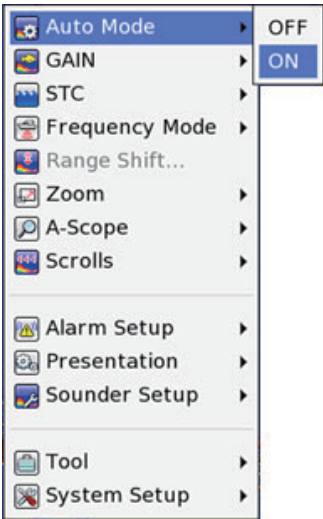 Auto Mode
OFF
ON
GAIN
STC
Frequency Mode
Range Shift...
Zoom
A-Scope
Scrolls
Alarm Setup
Presentation
Sounder Setup
Tool
System Setup